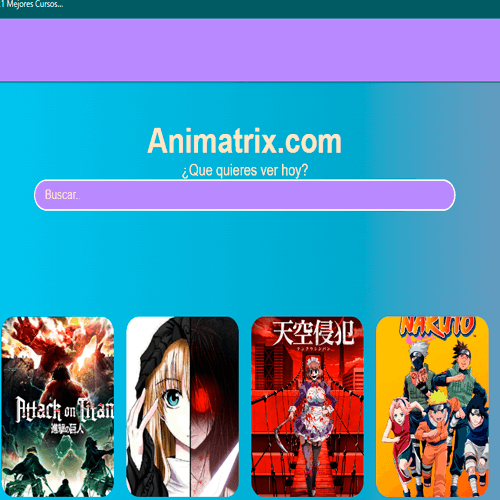 1 Mejores Cursos...
Animatrix.com
¿Que quieres ver hoy?
Buscar..
Attack on Titan
進撃の巨人
天空侵犯
NARUTO